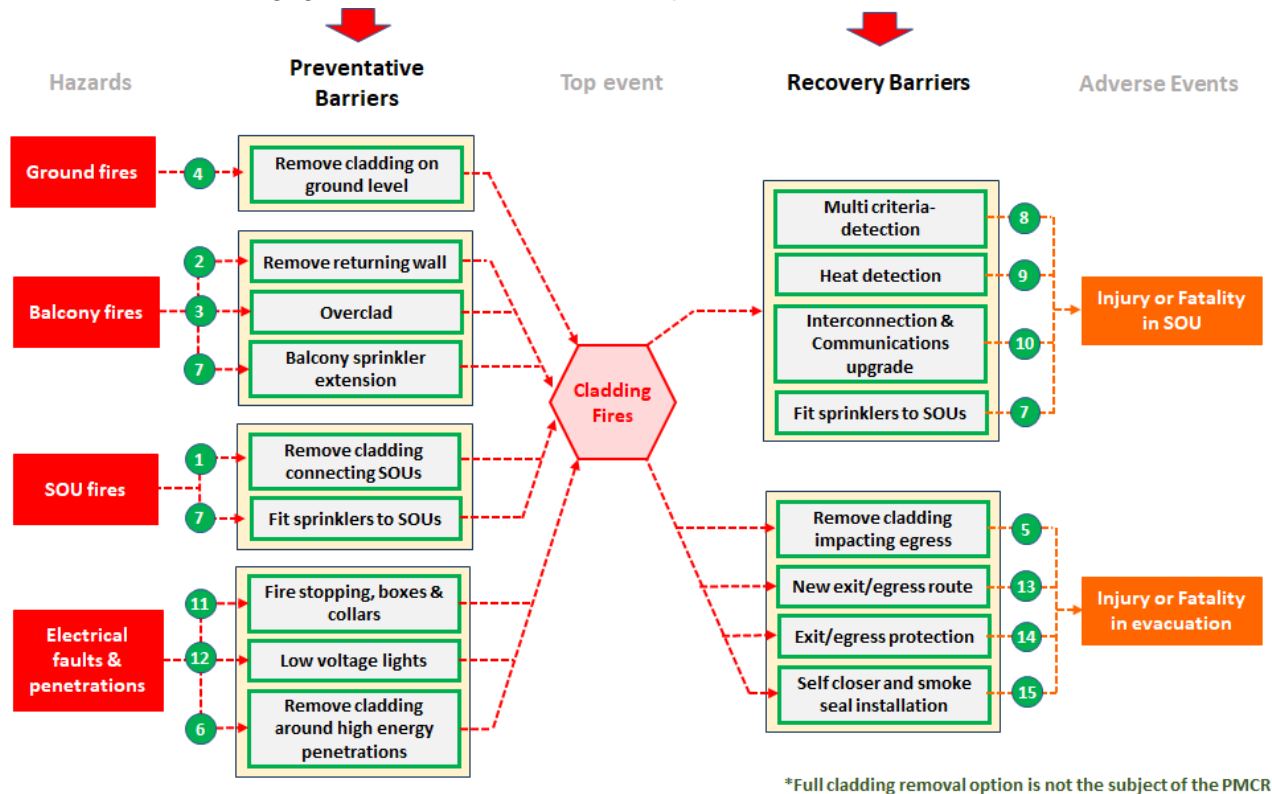 Hazards
Preventative
Barriers
Top event
Recovery Barriers
Adverse Events
Ground fires
4
Remove cladding on
ground level
Balcony fires
2
Remove returning wall
3
Overclad
7
Balcony sprinkler
extension
SOU fires
1
Remove cladding
connecting SOUs
7
Fit sprinklers to SOUs
Electrical
faults &
penetrations
11
Fire stopping, boxes &
collars
12
Low voltage lights
6
Remove cladding
around high energy
penetrations
Cladding
Fires
Multi criteria-
detection
8
Heat detection
9
Interconnection &
Communications
upgrade
10
Fit sprinklers to SOUs
7
Injury or Fatality
in SOU
Remove cladding
impacting egress
5
New exit/egress route
13
Exit/egress protection
14
Self closer and smoke
seal installation
15
Injury or Fatality
in evacuation
*Full cladding removal option is not the subject of the PMCR